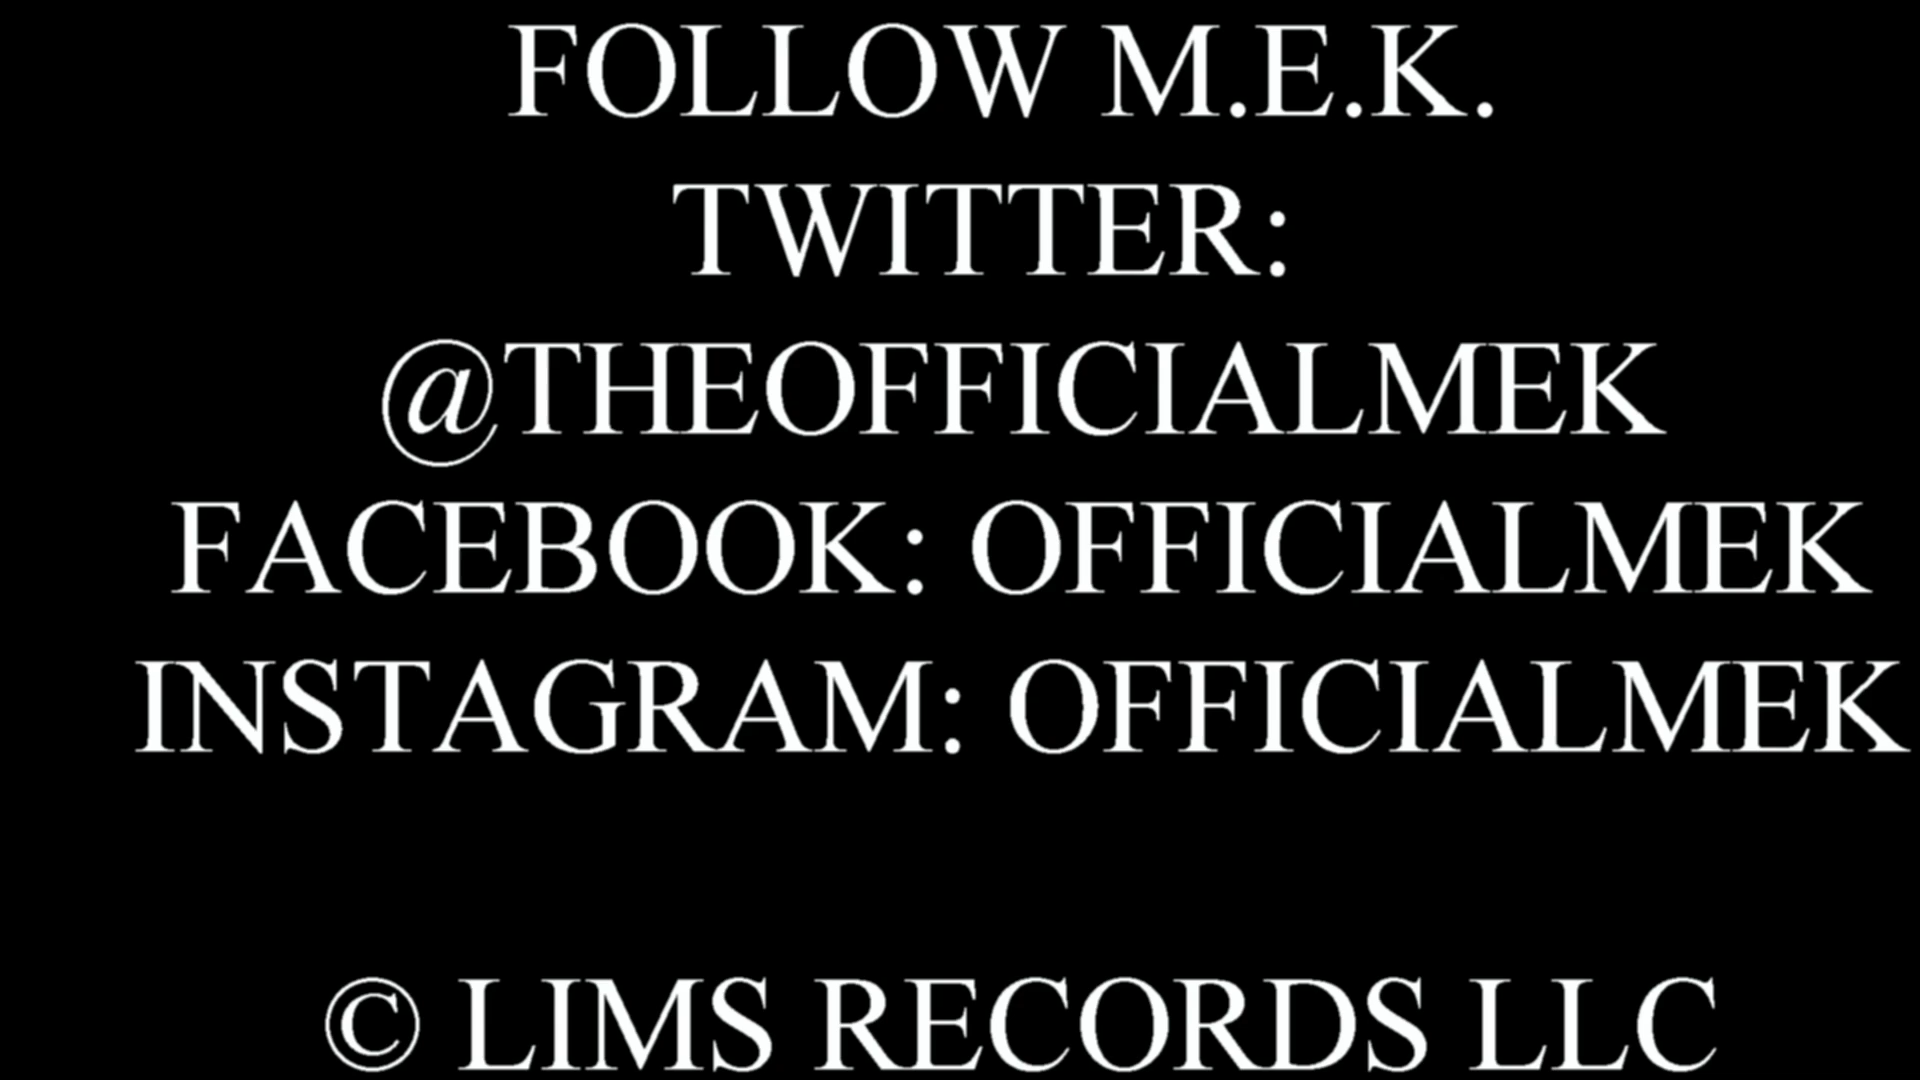 FOLLOW M.E.K.
TWITTER:
@THEOFFICIALMEK
FACEBOOK: OFFICIALMEK
INSTAGRAM: OFFICIALMEK
© LIMS RECORDS LLC